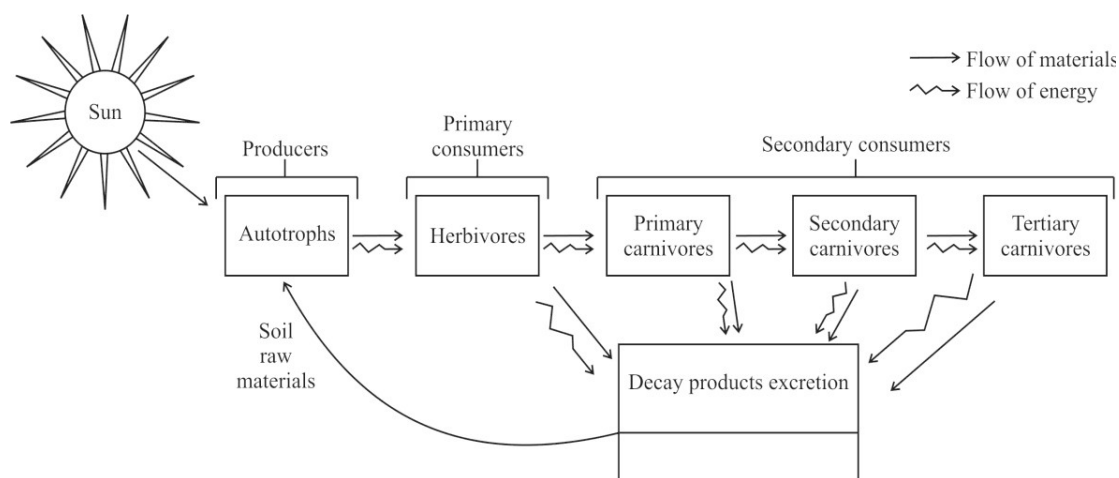 Sun
Flow of materials
Flow of energy
Producers
Primary
consumers
Secondary consumers
Autotrophs
Herbivores
Primary
carnivores
Secondary
carnivores
Tertiary
carnivores
Soil
raw
materials
Decay products excretion